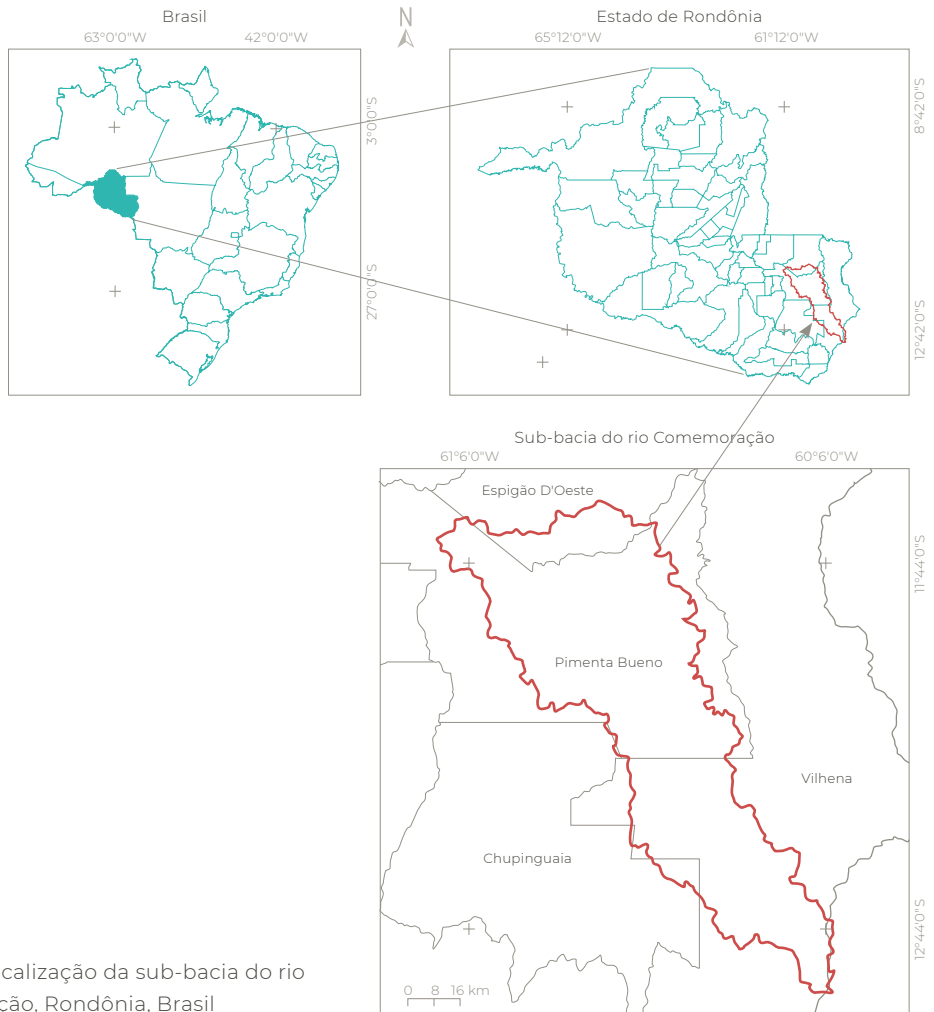 Brasil
63°0'0"W 42°0'0"W
3°0'0"S
27°0'0"S
N
Estado de Rondônia
65°12'0"W 61°12'0"W
8°42'0"S
12°42'0"S
Sub-bacia do rio Comemoração
61°6'0"W 60°6'0"W
11°44'0"S
12°44'0"S
Espigão D'Oeste
Pimenta Bueno
Vilhena
Chupinguaia
0 8 16 km
calização da sub-bacia do rio
ção, Rondônia, Brasil